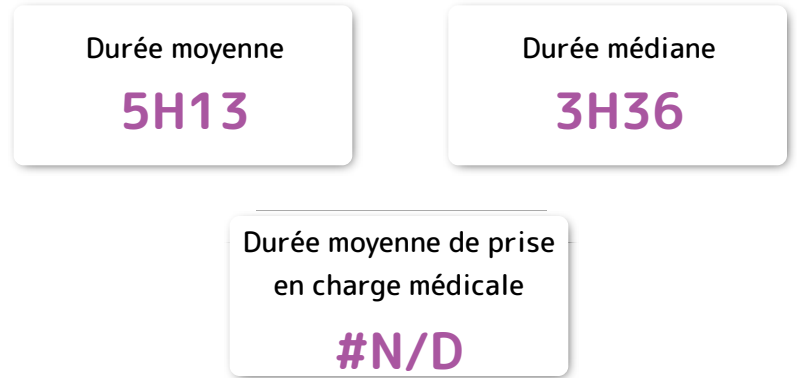 Durée moyenne
5H13
Durée médiane
3H36
Durée moyenne de prise
en charge médicale
#N/D